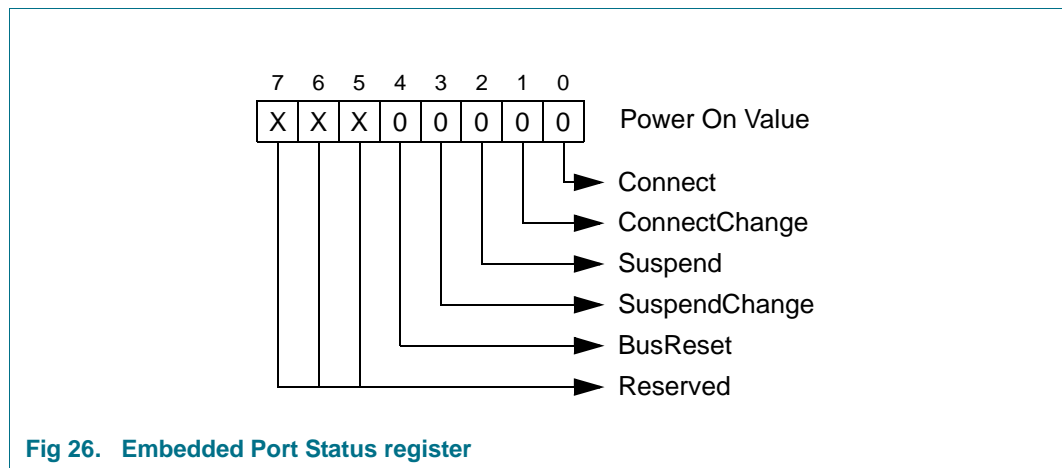 7 6 5 4 3 2 1 0
X X X 0 0 0 0 0 Power On Value
Connect
ConnectChange
Suspend
SuspendChange
BusReset
Reserved
Fig 26. Embedded Port Status register